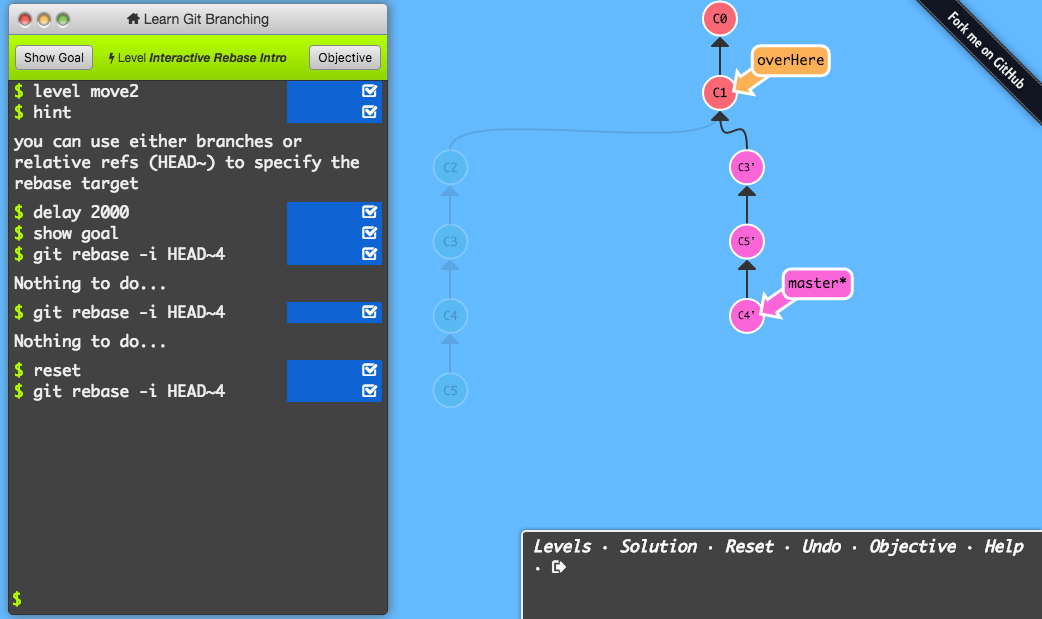 Learn Git Branching
Show Goal
Level Interactive Rebase Intro
Objective
$ level move2
$ hint
you can use either branches or
relative refs (HEAD~) to specify the
rebase target
$ delay 2000
$ show goal
$ git rebase -i HEAD~4
Nothing to do...
$ git rebase -i HEAD~4
Nothing to do...
$ reset
$ git rebase -i HEAD~4
$
C0
overHere
C1
C2
C3'
C3
C5'
master*
C4
C4'
C5
Fork me on GitHub
Levels · Solution · Reset · Undo · Objective · Help
·